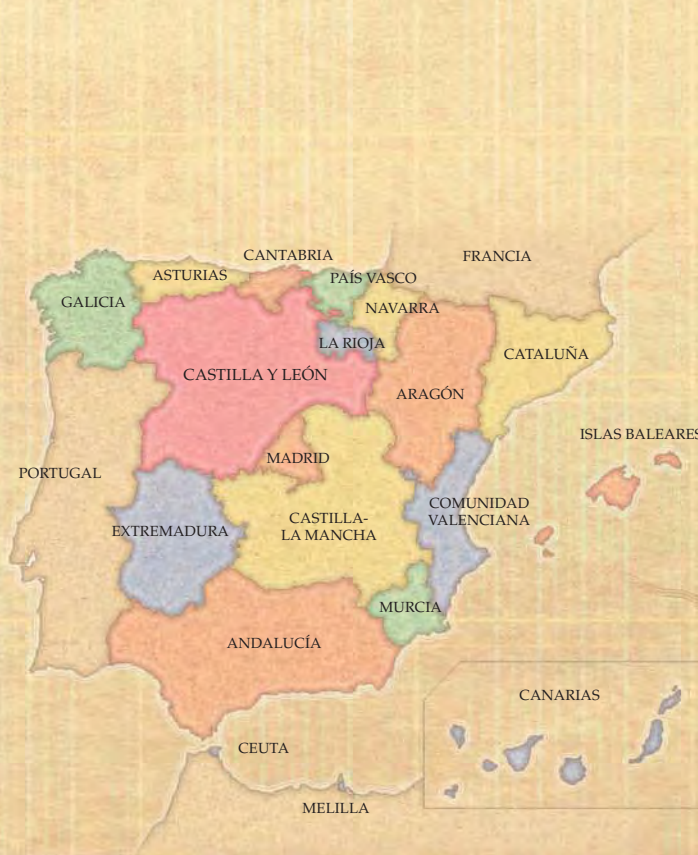 CANTABRIA
FRANCIA
ASTURIAS
PAÍS VASCO
GALICIA
NAVARRA
LA RIOJA
CATALUÑA
CASTILLA Y LEÓN
ARAGÓN
ISLAS BALEARES
MADRID
PORTUGAL
COMUNIDAD
VALENCIANA
CASTILLA-
LA MANCHA
EXTREMADURA
MURCIA
ANDALUCÍA
CANARIAS
CEUTA
MELILLA